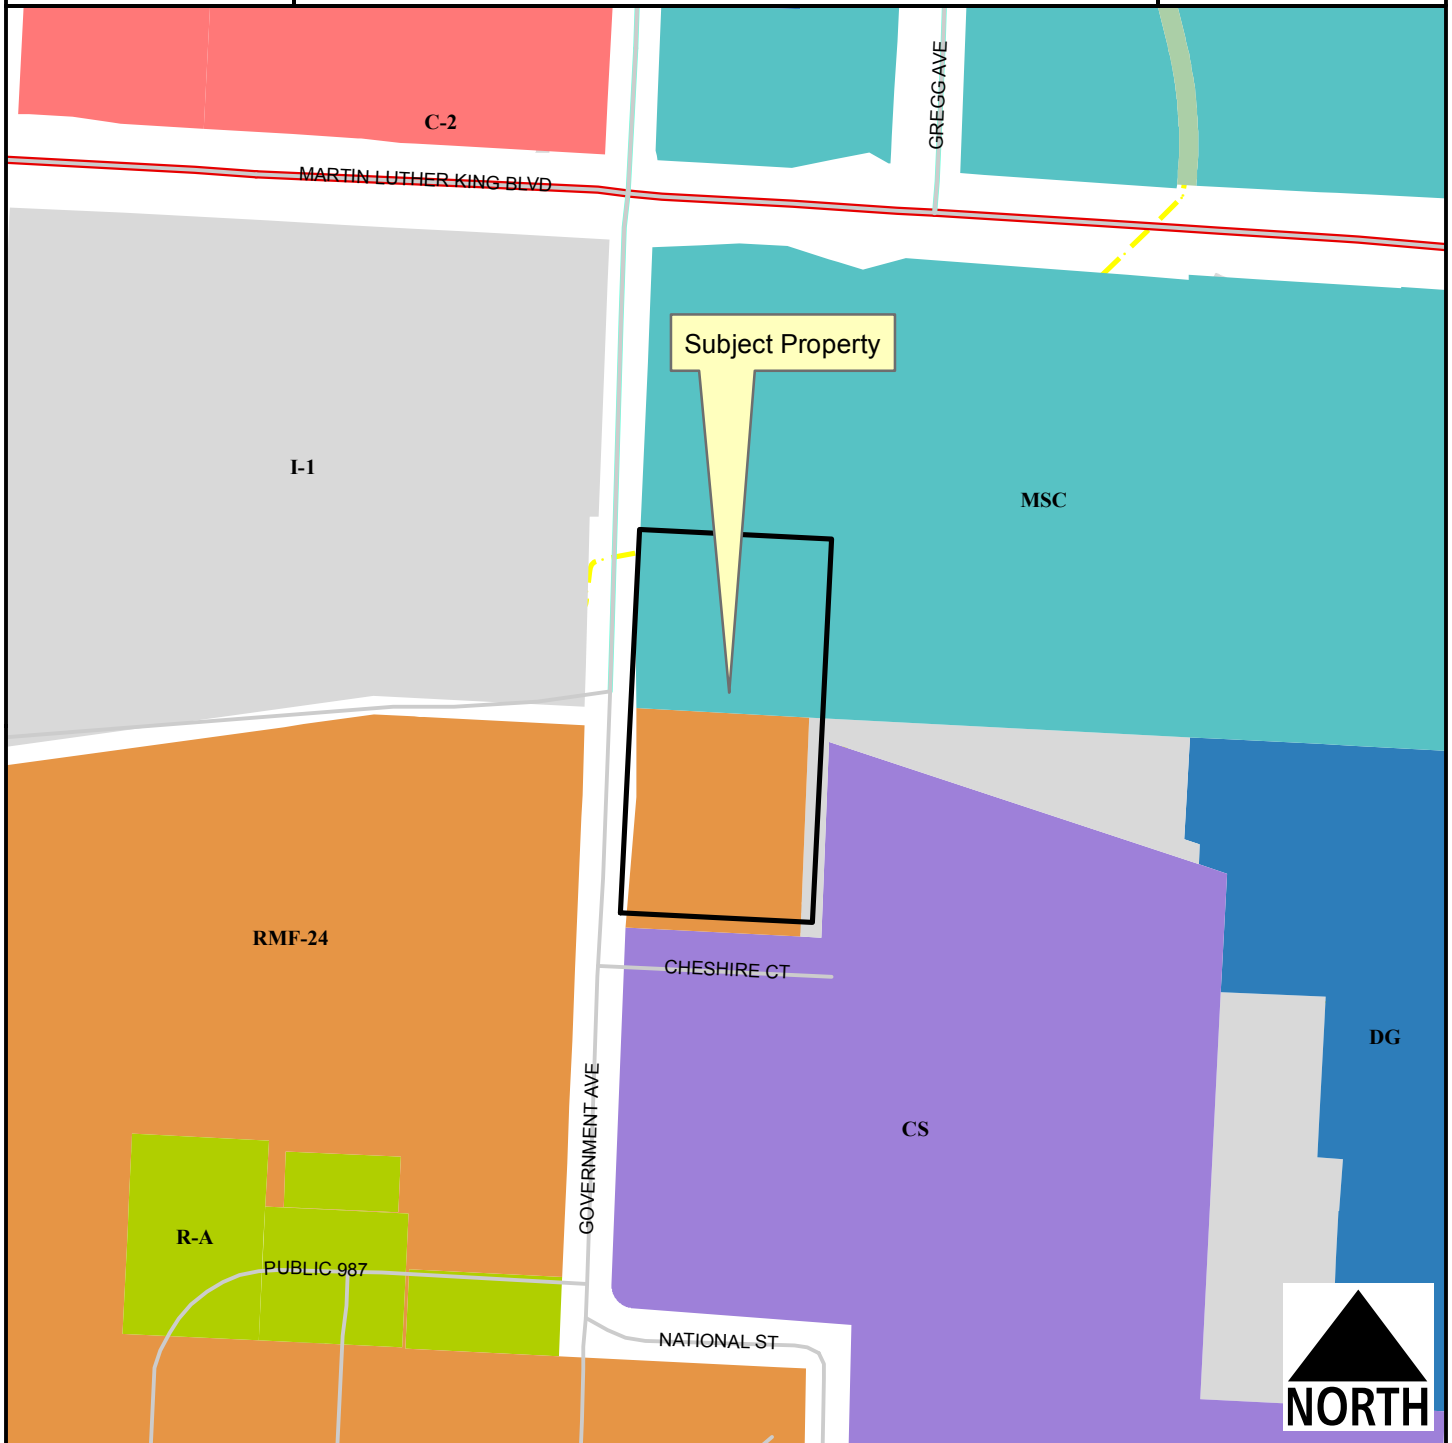 GREGG AVE
C-2
MARTIN LUTHER KING BLVD
Subject Property
I-1
MSC
RMF-24
CHESHIRE CT
DG
GOVERNMENT AVE
CS
R-A
PUBLIC 987
NATIONAL ST
NORTH